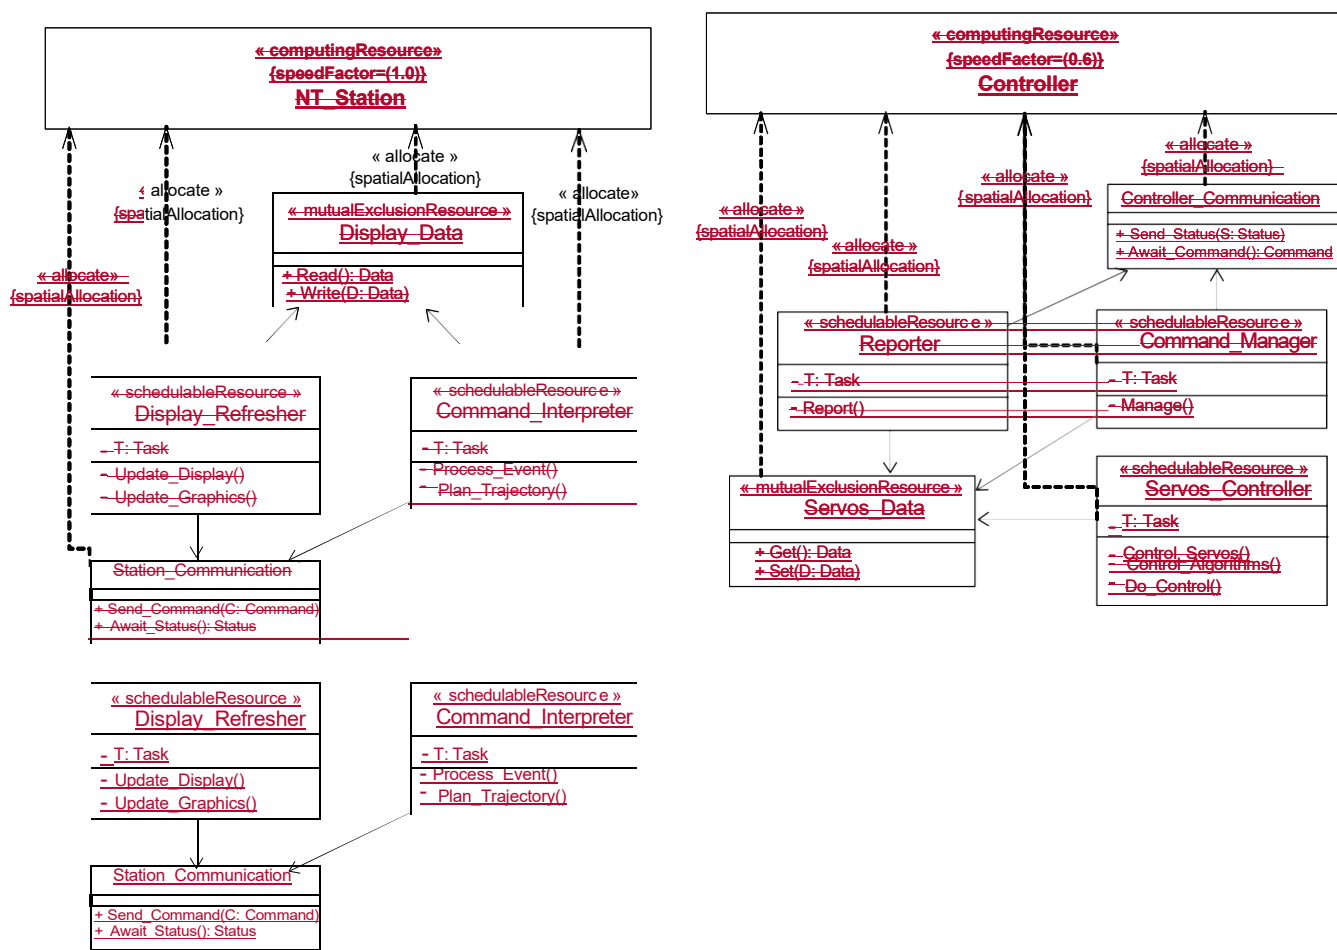 « computingResource»
{speedFactor=(1.0)}
NT_Station
« allocate »
{spatialAllocation}
« allocate »
{spatialAllocation}
« allocate»
{spatialAllocation}
« allocate»
{spatialAllocation}
« mutualExclusionResource »
Display_Data
+ Read(): Data
+ Write(D: Data)
« schedulableResource »
Display_Refresher
- T: Task
- Update_Display()
- Update_Graphics()
« schedulableResource »
Command_Interpreter
- T: Task
- Process_Event()
- Plan_Trajectory()
Station_Communication
+ Send_Command(C: Command)
+ Await_Status(): Status
« schedulableResource »
Display_Refresher
- T: Task
- Update_Display()
- Update_Graphics()
« schedulableResource »
Command_Interpreter
- T: Task
- Process_Event()
- Plan_Trajectory()
Station_Communication
+ Send_Command(C: Command)
+ Await_Status(): Status
« computingResource»
{speedFactor=(0.6)}
Controller
« allocate »
{spatialAllocation}
« allocate »
{spatialAllocation}
« allocate »
{spatialAllocation}
« allocate »
{spatialAllocation}
Controller_Communication
+ Send_Status(S: Status)
+ Await_Command(): Command
« schedulableResource »
Reporter
- T: Task
- Report()
« schedulableResource »
Command_Manager
- T: Task
- Manage()
« mutualExclusionResource »
Servos_Data
+ Get(): Data
+ Set(D: Data)
« schedulableResource »
Servos_Controller
- T: Task
- Control_Servos()
- Control_Algorithms()
- Do_Control()